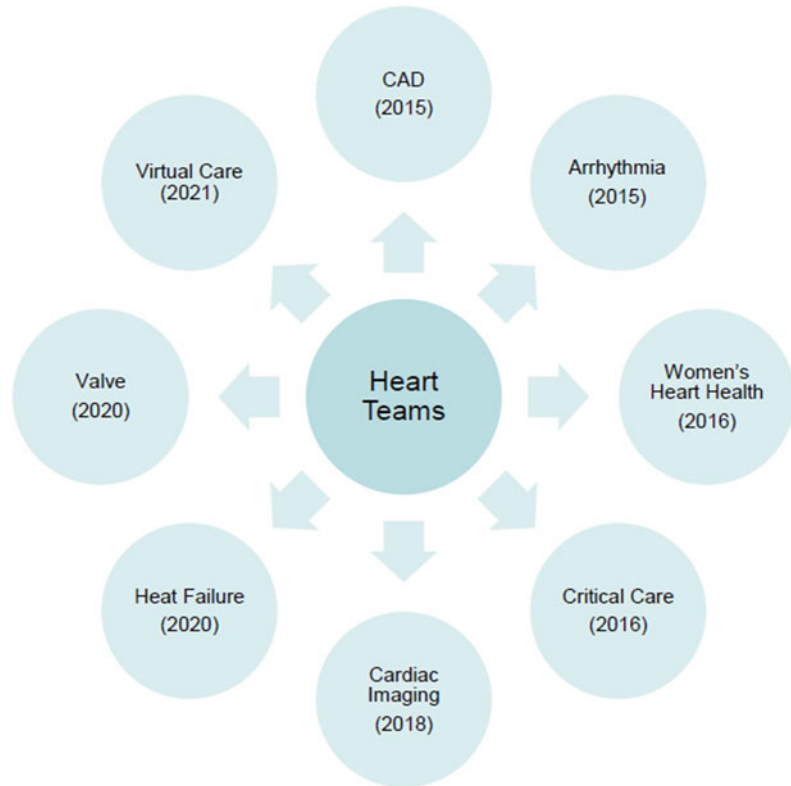 CAD
(2015)
Arrhythmia
(2015)
Women's
Heart Health
(2016)
Critical Care
(2016)
Cardiac
Imaging
(2018)
Heat Failure
(2020)
Valve
(2020)
Virtual Care
(2021)
Heart
Teams